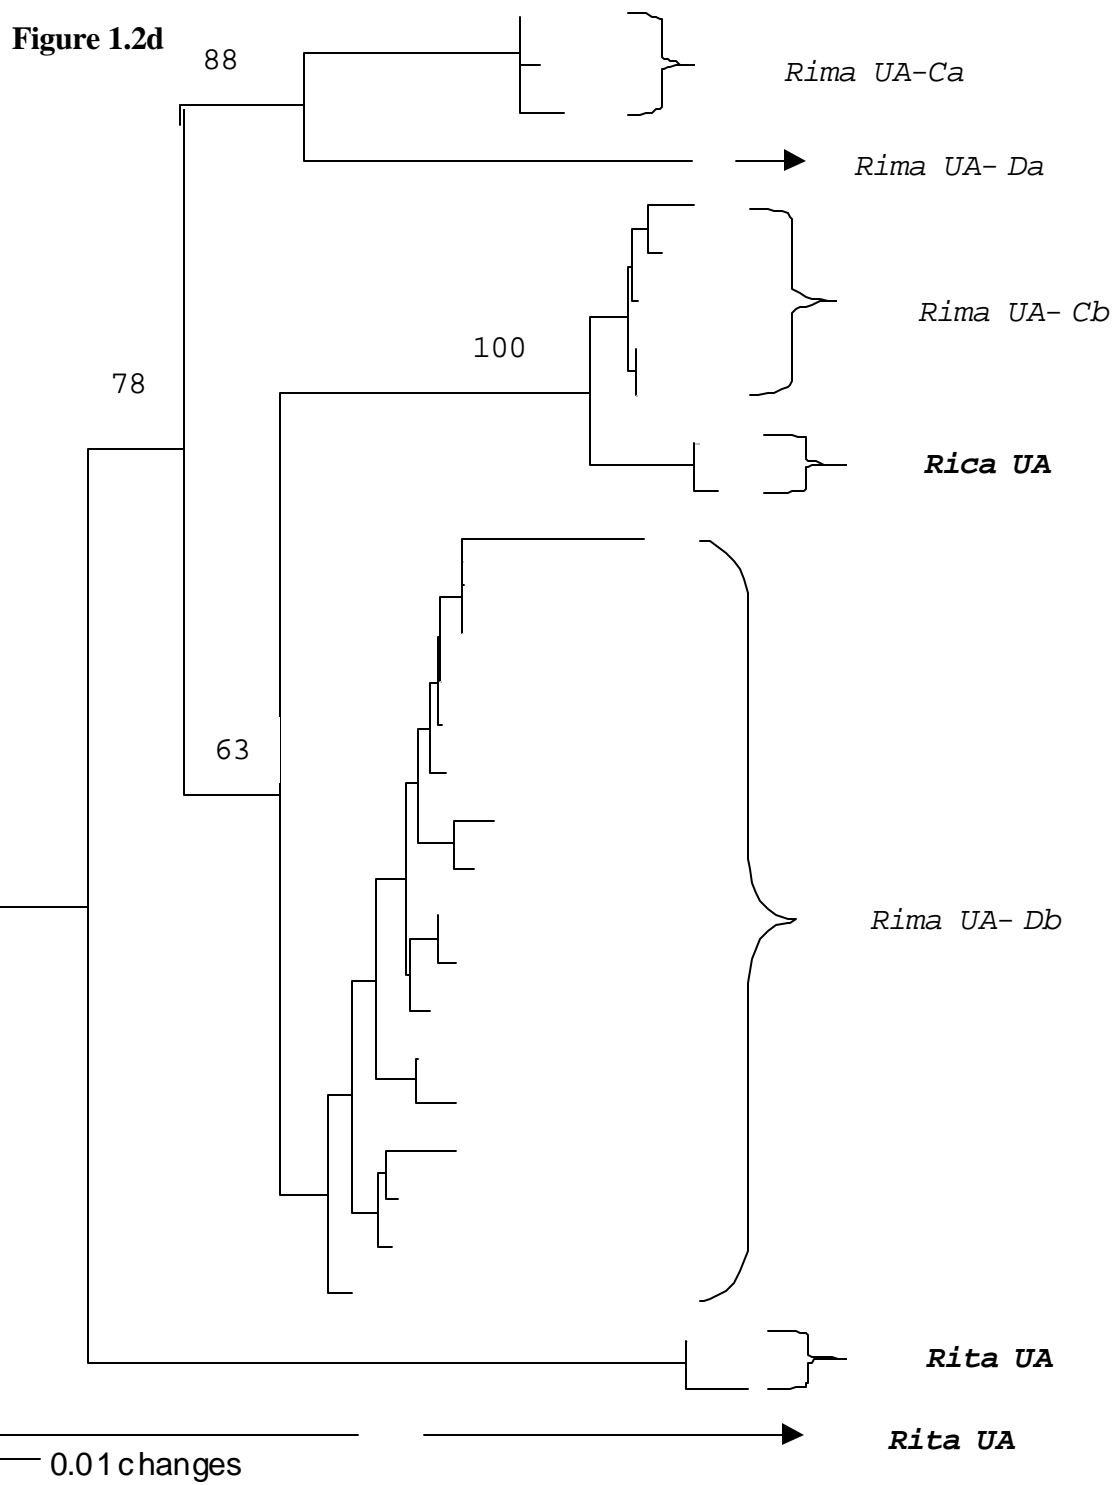 Figure 1.2d
88
Rima UA-Ca
Rima UA- Da
Rima UA- Cb
100
78
Rica UA
63
Rima UA- Db
Rita UA
Rita UA
0.01 changes